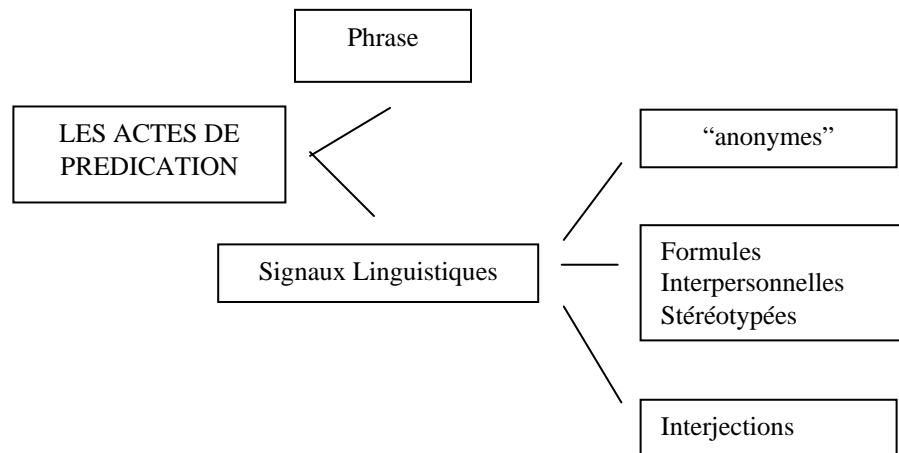 Phrase
LES ACTES DE
PREDICATION
“anonymes”
Signaux Linguistiques
Formules
Interpersonnelles
Stéréotypées
Interjections